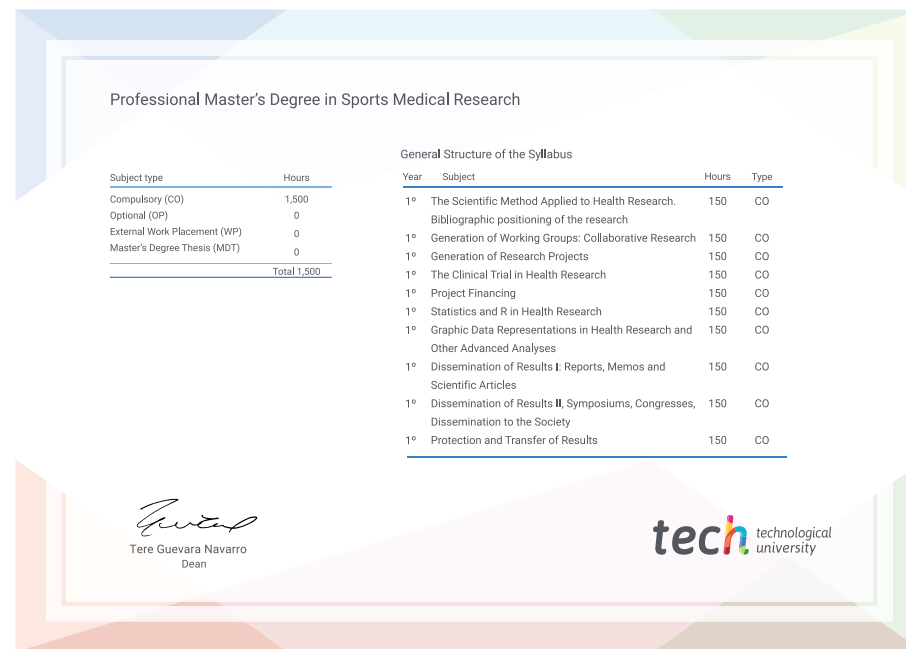 Professional Master's Degree in Sports Medical Research
Subject type Hours
Compulsory (CO) 1,500
Optional (OP) 0
External Work Placement (WP) 0
Master's Degree Thesis (MDT) 0
Total 1,500
General Structure of the Syllabus
Year Subject Hours Type
1º The Scientific Method Applied to Health Research. 150 CO
Bibliographic positioning of the research
1º Generation of Working Groups: Collaborative Research 150 CO
1º Generation of Research Projects 150 CO
1º The Clinical Trial in Health Research 150 CO
1º Project Financing 150 CO
1º Statistics and R in Health Research 150 CO
1º Graphic Data Representations in Health Research and 150 CO
Other Advanced Analyses
1º Dissemination of Results I: Reports, Memos and 150 CO
Scientific Articles
1º Dissemination of Results II, Symposiums, Congresses, 150 CO
Dissemination to the Society
1º Protection and Transfer of Results 150 CO
Tere Guevara Navarro
Dean
tech technological
university